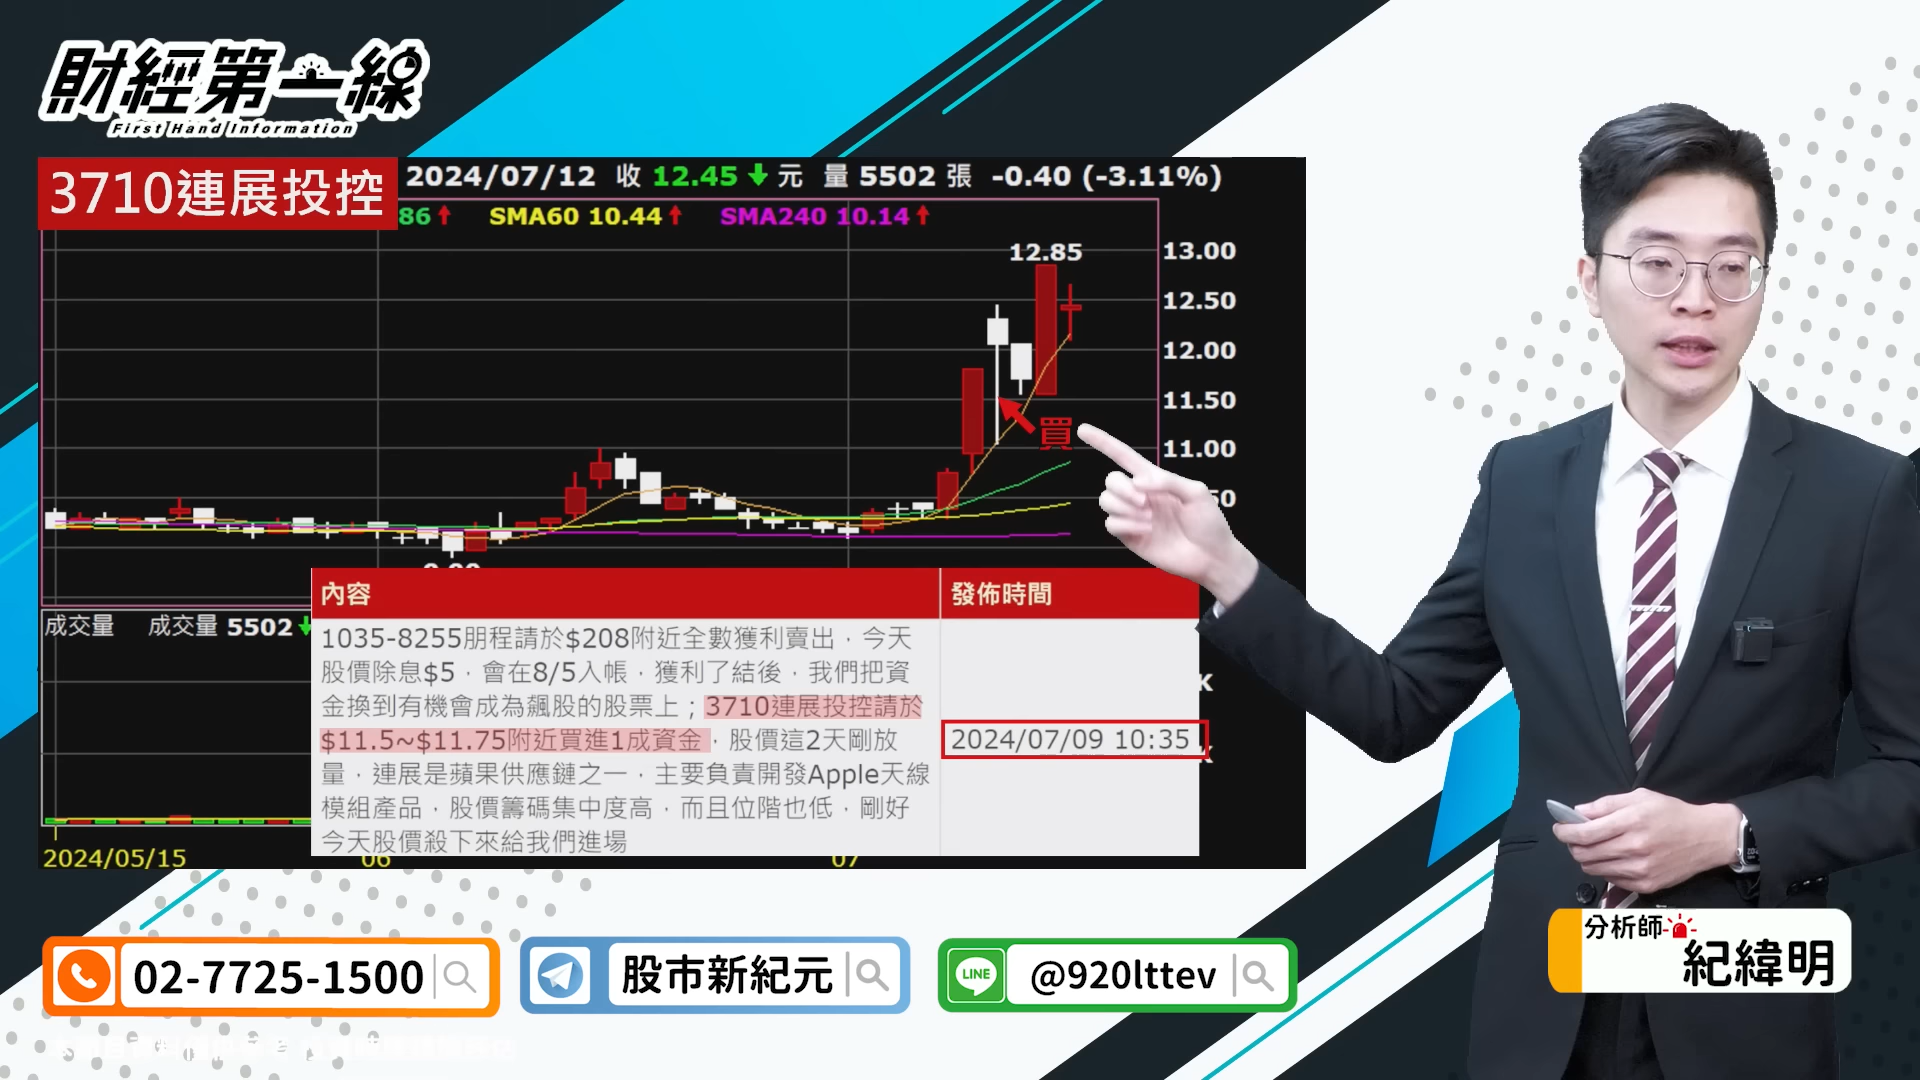 財經第一線
First Hand Information
3710連展投控
2024/07/12 收 12.45 元 量 5502 張 -0.40 (-3.11%)
86 SMA60 10.44 SMA240 10.14
12.85
13.00
12.50
12.00
11.50
11.00
50
買
成交量 成交量 5502
內容 發佈時間
1035-8255朋程請於$208附近全數獲利賣出，今天
股價除息$5，會在8/5入帳，獲利了結後，我們把資
金換到有機會成為飆股的股票上；3710連展投控請於
$11.5~$11.75附近買進1成資金，股價這2天剛放
量，連展是蘋果供應鏈之一，主要負責開發Apple天線
模組產品，股價籌碼集中度高，而且位階也低，剛好
今天股價殺下來給我們進場
2024/07/09 10:35
K
2024/05/15 06 07
分析師
紀緯明
02-7725-1500
股市新紀元
LINE
@920lttev